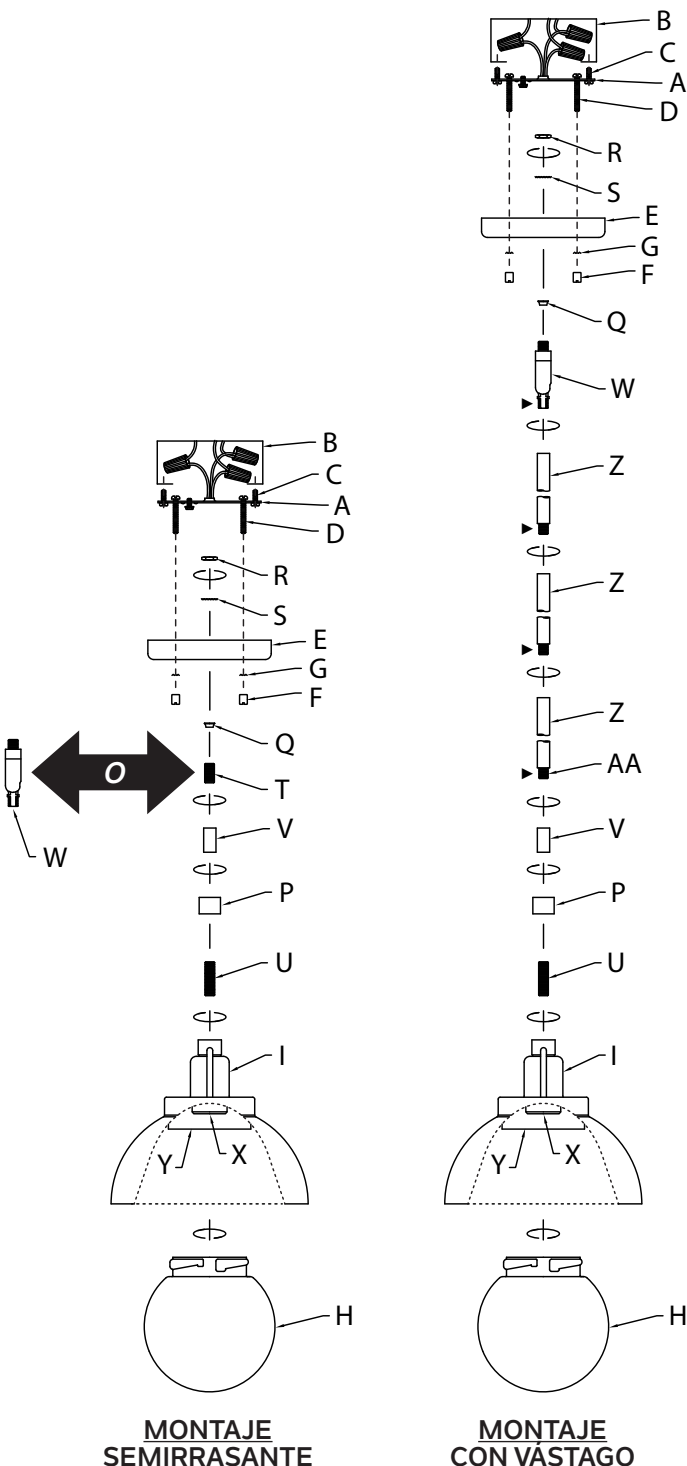 B
C
A
D
R
S
E
G
F
Q
W
Z
Z
Z
AA
V
P
U
I
Y
X
H
B
C
A
D
R
S
E
G
F
Q
O
T
W
V
P
U
I
Y
X
H
MONTAJE
SEMIRRASANTE
MONTAJE
CON VÁSTAGO